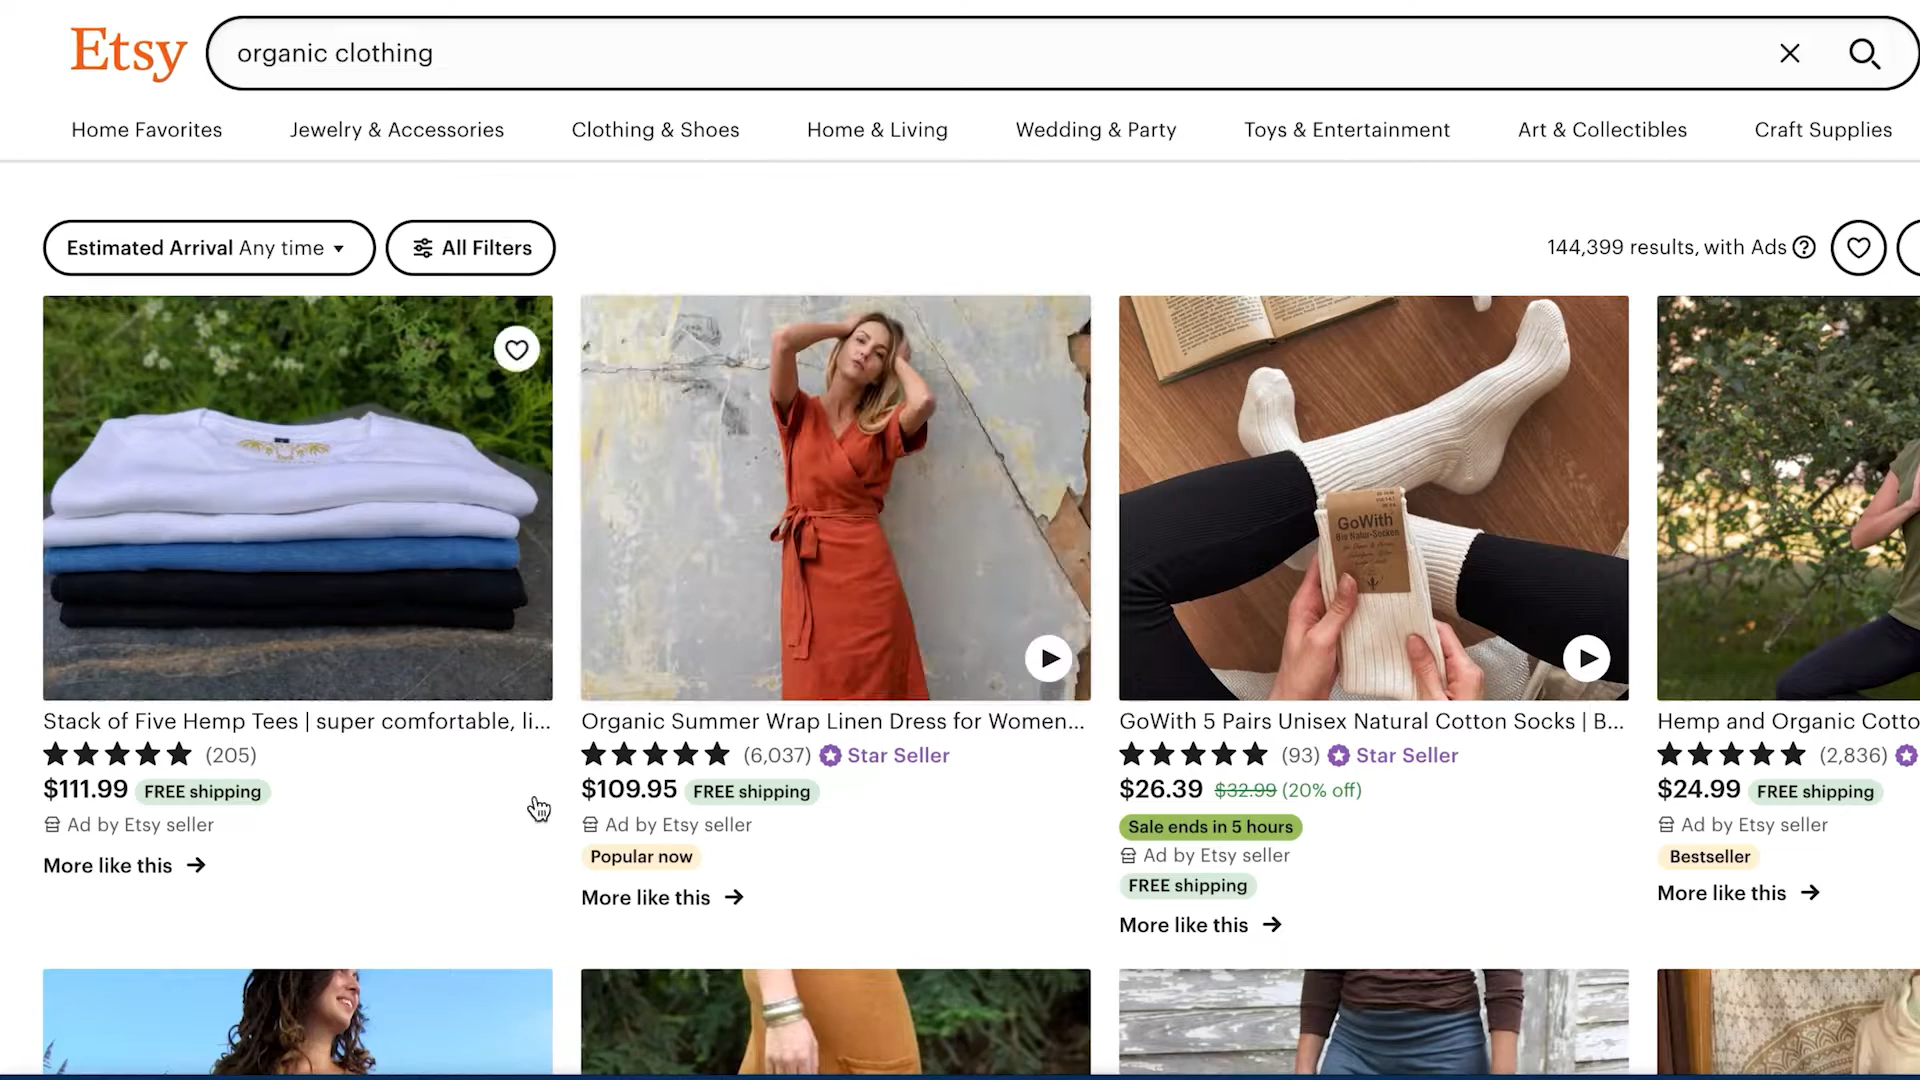 Etsy
organic clothing
Home Favorites
Jewelry & Accessories
Clothing & Shoes
Home & Living
Wedding & Party
Toys & Entertainment
Art & Collectibles
Craft Supplies
Estimated Arrival Any time
All Filters
144,399 results, with Ads
GoWith
Bio Natur-Socken
Stack of Five Hemp Tees | super comfortable, li...
(205)
$111.99 FREE shipping
Ad by Etsy seller
More like this
Organic Summer Wrap Linen Dress for Women...
(6,037) Star Seller
$109.95 FREE shipping
Ad by Etsy seller
Popular now
More like this
GoWith 5 Pairs Unisex Natural Cotton Socks | B...
(93) Star Seller
$26.39 $32.99 (20% off)
Sale ends in 5 hours
Ad by Etsy seller
FREE shipping
More like this
Hemp and Organic Cotto
(2,836)
$24.99 FREE shipping
Ad by Etsy seller
Bestseller
More like this